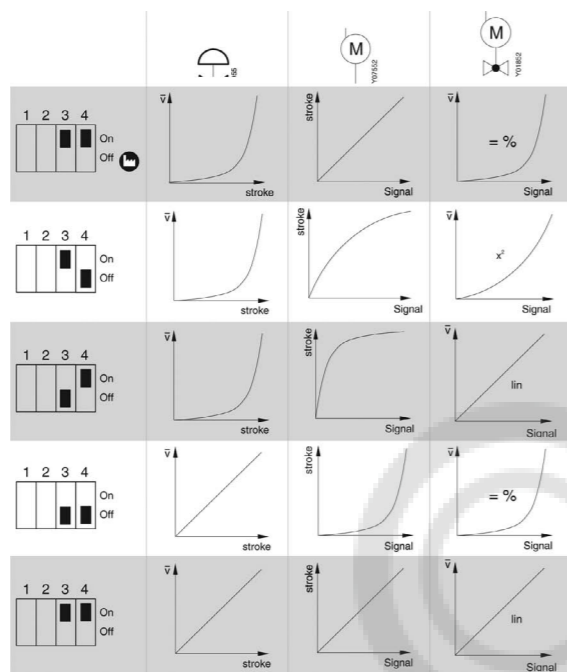 M
M
Y07552
Y01852
1 2 3 4
On
Off
v̄
stroke
stroke
Signal
v̄
= %
Signal
1 2 3 4
On
Off
v̄
stroke
stroke
Signal
v̄
x²
Signal
1 2 3 4
On
Off
v̄
stroke
stroke
Signal
v̄
lin
Signal
1 2 3 4
On
Off
v̄
stroke
stroke
Signal
v̄
= %
Signal
1 2 3 4
On
Off
v̄
stroke
stroke
Signal
v̄
lin
Signal